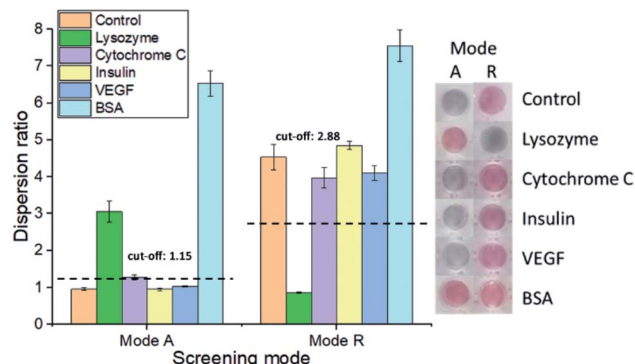 Control
Lysozyme
Cytochrome C
Insulin
VEGF
BSA
8
7
6
5
4
3
2
1
0
Dispersion ratio
cut-off: 1.15
cut-off: 2.88
Mode A
Mode R
Screening mode
Mode
A R
Control
Lysozyme
Cytochrome C
Insulin
VEGF
BSA